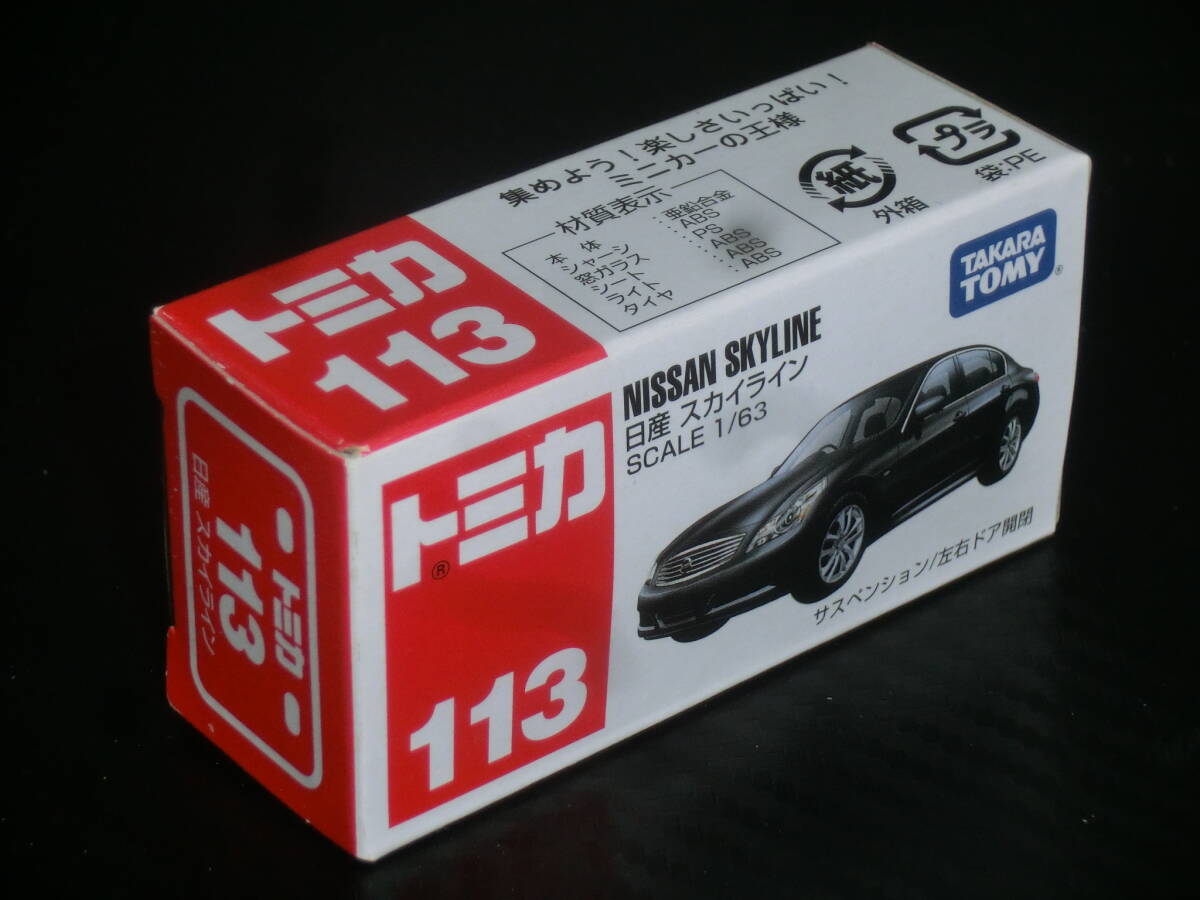 集めよう!楽しさいっぱい!
ミニカーの王様
材質表示
本体:亜鉛合金
シャーシ:ABS
窓ガラス:PS
シート:ABS
ライト:ABS
タイヤ:ABS
紙
外箱
プラ
袋:PE
トミカ
113
TAKARA
TOMY®
NISSAN SKYLINE
日産 スカイライン
SCALE 1/63
サスペンション/左右ドア開閉
トミカ
®
113
トミカ
113
日産 スカイライン